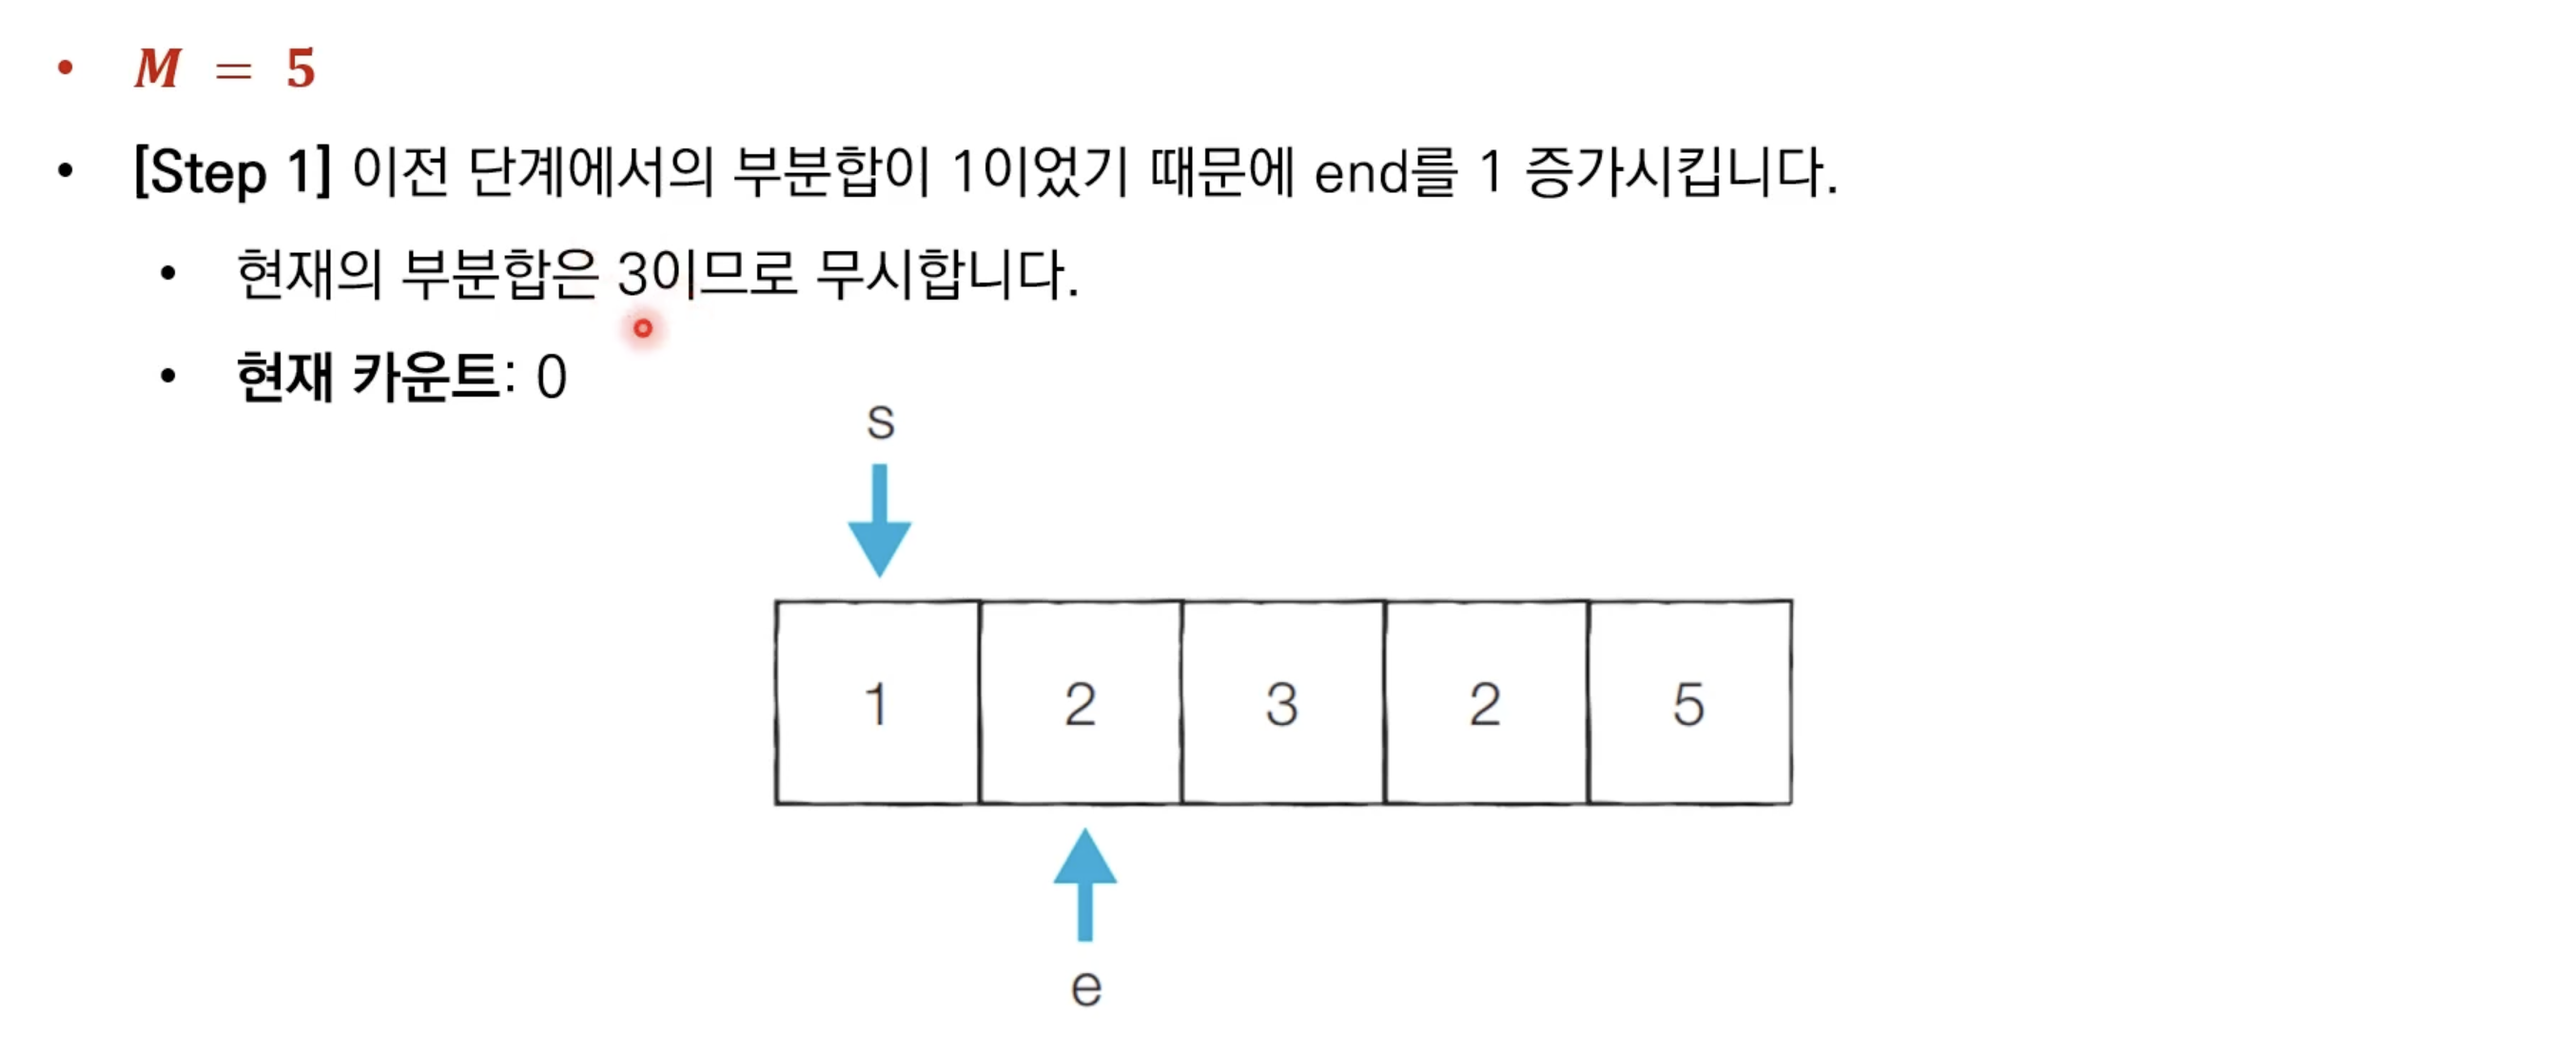 • M = 5
• [Step 1] 이전 단계에서의 부분합이 1이었기 때문에 end를 1 증가시킵니다.
• 현재의 부분합은 3이므로 무시합니다.
• 현재 카운트: 0
s
1 2 3 2 5
e